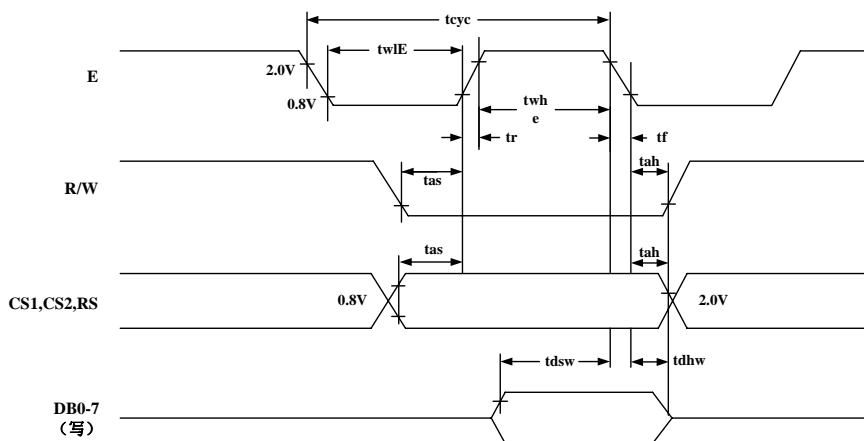 tcyc
twlE
E
2.0V
0.8V
twh
e
tr
tf
tas
tah
R/W
tas
tah
CS1,CS2,RS
0.8V
2.0V
tdsw
tdhw
DB0-7
（写）